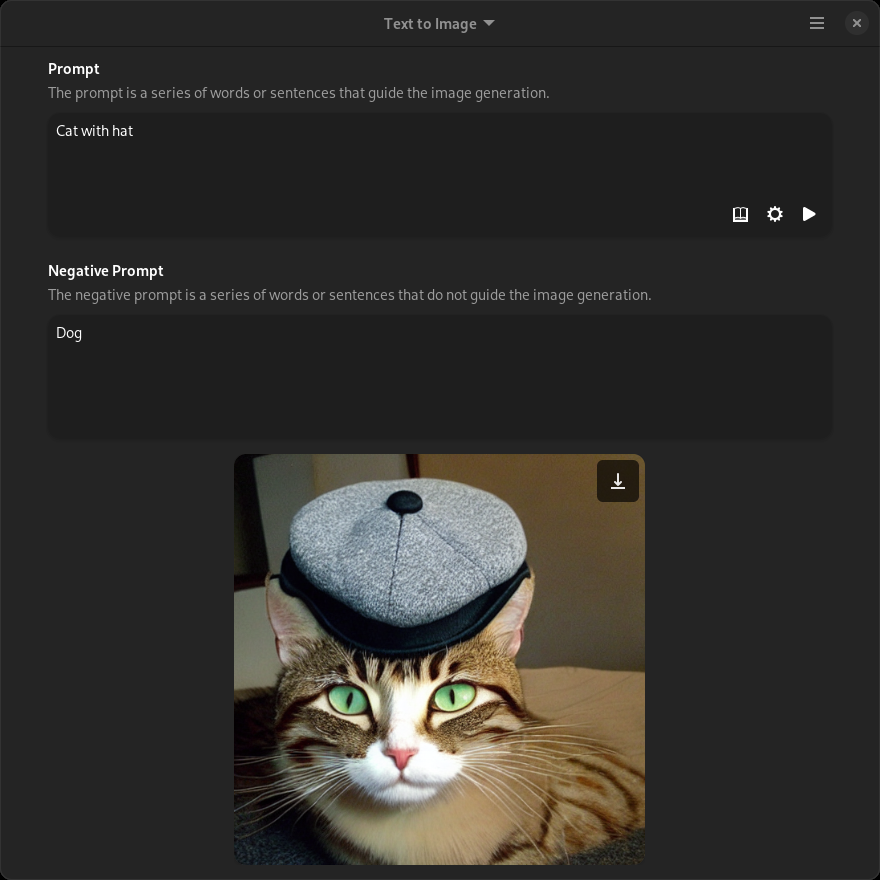 Text to Image
Prompt
The prompt is a series of words or sentences that guide the image generation.
Cat with hat
Negative Prompt
The negative prompt is a series of words or sentences that do not guide the image generation.
Dog